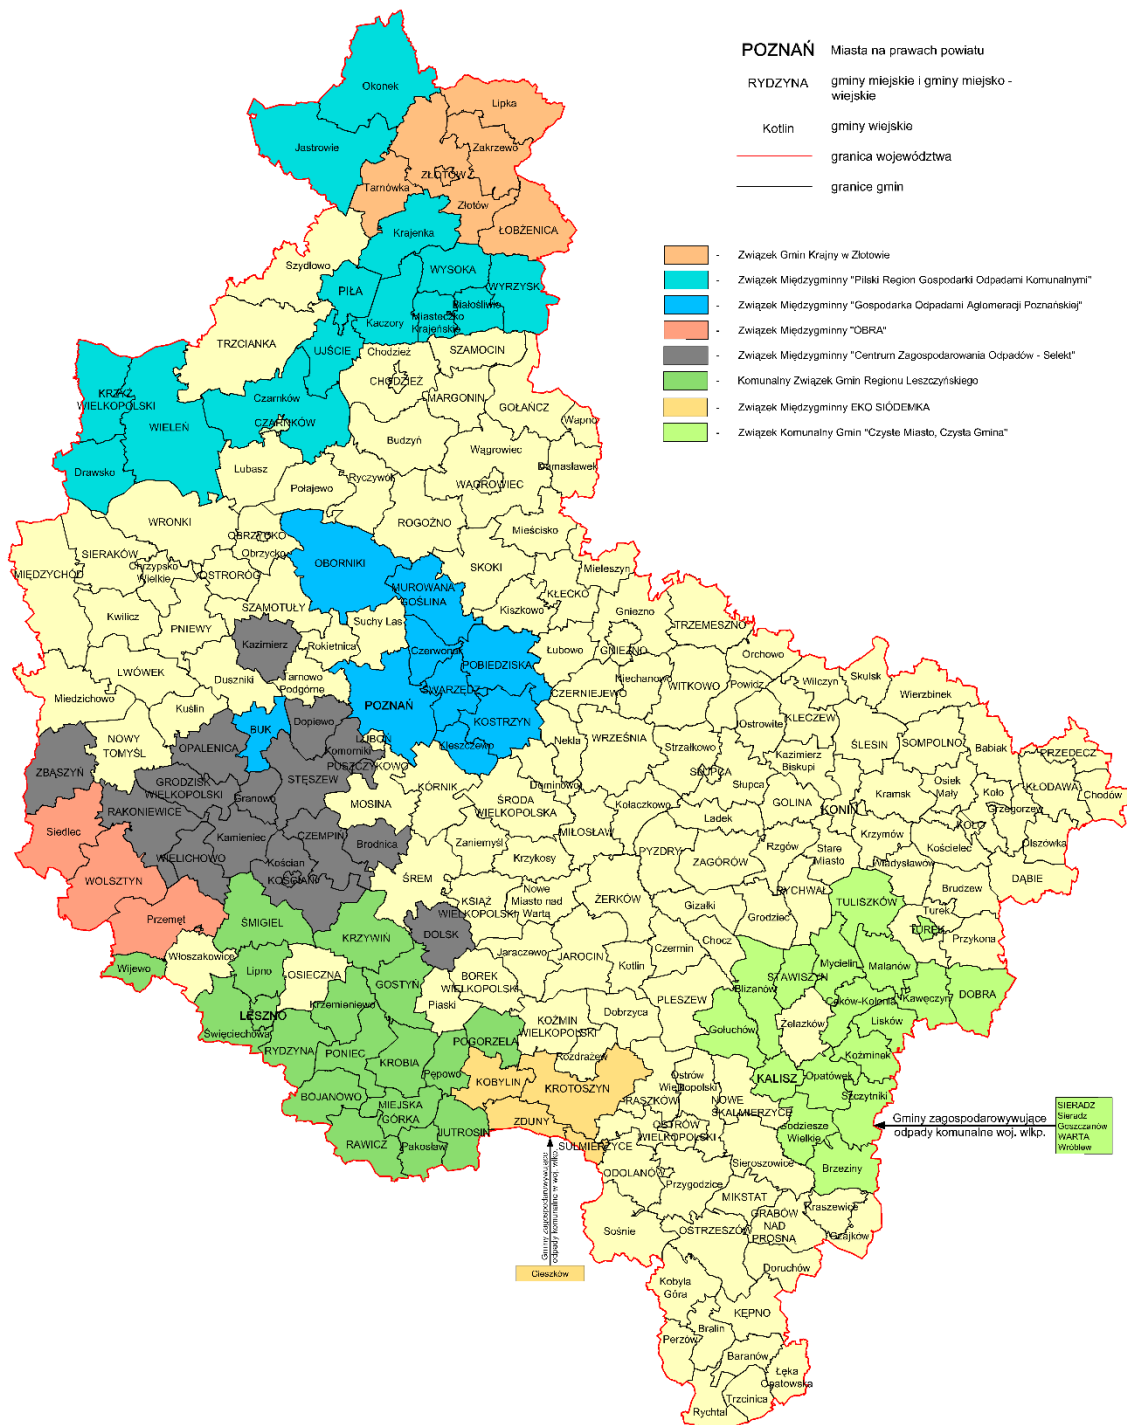 POZNAŃ Miasta na prawach powiatu
RYDZYNA gminy miejskie i gminy miejsko -
wiejskie
Kotlin gminy wiejskie
granica województwa
granice gmin
- Związek Gmin Krajny w Złotowie
- Związek Międzygminny "Pilski Region Gospodarki Odpadami Komunalnymi"
- Związek Międzygminny "Gospodarka Odpadami Aglomeracji Poznańskiej"
- Związek Międzygminny "OBRA"
- Związek Międzygminny "Centrum Zagospodarowania Odpadów - Selekt"
- Komunalny Związek Gmin Regionu Leszczyńskiego
- Związek Międzygminny EKO SIÓDEMKA
- Związek Komunalny Gmin "Czyste Miasto, Czysta Gmina"
Okonek
Lipka
Jastrowie
Zakrzewo
ZŁOTÓW
Tarnówka
Złotów
ŁOBŻENICA
Krajenka
Szydłowo
WYSOKA
PIŁA
WYRZYSK
Białośliwie
Kaczory
Miasteczko
Krajeńskie
TRZCIANKA
UJŚCIE
Chodzież
SZAMOCIN
CHODZIEŻ
KRZYŻ
WIELKOPOLSKI
Czarnków
MARGONIN
GOŁAŃCZ
WIELEŃ
CZARNKÓW
Wapno
Budzyń
Wągrowiec
Drawsko
Lubasz
Damasławek
Ryczywół
Połajewo
WĄGROWIEC
WRONKI
ROGOŹNO
Mieścisko
OBRZYCKO
SIERAKÓW
Obrzycko
OBORNIKI
MIĘDZYCHÓD
Chrzypsko
Wielkie
OSTRORÓG
SKOKI
Mieleszyn
MUROWANA
GOŚLINA
KŁECKO
Kwilicz
SZAMOTUŁY
Kiszkowo
Gniezno
PNIEWY
Suchy Las
TRZEMESZNO
Kazimierz
Rokietnica
Czerwonak
Łubowo
GNIEZNO
Orchowo
LWÓWEK
Duszniki
Tarnowo
Podgórne
POBIEDZISKA
Niechanowo
Powidz
Wilczyn
Skulsk
Miedzichowo
SWARZĘDZ
CZERNIEJEWO
WITKOWO
Wierzbinek
Kuślin
POZNAŃ
BUK
Dopiewo
KOSTRZYN
Ostrowite
KLECZEW
NOWY
TOMYŚL
OPALENICA
LUBOŃ
Komorniki
Kleszczewo
Nekla
WRZEŚNIA
Strzałkowo
Kazimierz
Biskupi
ŚLESIN
SOMPOLNO
Babiak
PRZEDECZ
ZBĄSZYŃ
PUSZCZYKOWO
STĘSZEW
GRODZISK
WIELKOPOLSKI
KÓRNIK
Dominowo
SŁUPCA
Słupca
Osiek
Mały
Koło
KŁODAWA
Chodów
RAKONIEWICE
Granowo
MOSINA
ŚRODA
WIELKOPOLSKA
Kołaczkowo
GOLINA
Kramsk
Grzegorzew
Lądek
KONIN
Siedlec
Kamieniec
CZEMPIŃ
Brodnica
Zaniemyśl
MIŁOSŁAW
KOŁO
Krzymów
Olszówka
WIELICHOWO
Kościan
Krzykosy
PYZDRY
ZAGÓRÓW
Rzgów
Stare
Miasto
Kościelec
Władysławów
WOLSZTYN
KOŚCIAN
ŚREM
DĄBIE
KSIĄŻ
WIELKOPOLSKI
Nowe
Miasto nad
Wartą
ŻERKÓW
Gizałki
RYCHWAŁ
Brudzew
Przemęt
TULISZKÓW
ŚMIGIEL
Grodziec
Turek
TUREK
DOLSK
Przykona
KRZYWIŃ
Włoszakowice
Jaraczewo
JAROCIN
Czermin
Chocz
Wijewo
Lipno
OSIECZNA
Kotlin
Mycielin
Malanów
STAWISZYN
GOSTYŃ
BOREK
WIELKOPOLSKI
Blizanów
Krzemieniewo
Piaski
Dobrzyca
PLESZEW
Ceków-Kolonia
Kawęczyn
DOBRA
LESZNO
Święciechowa
KOŹMIN
WIELKOPOLSKI
Gołuchów
Żelazków
Lisków
RYDZYNA
PONIEC
POGORZELA
Rozdrażew
Koźminek
KROBIA
Pępowo
KOBYLIN
KROTOSZYN
Ostrów
Wielkopolski
KALISZ
Opatówek
BOJANOWO
MIEJSKA
GÓRKA
RASZKÓW
NOWE
SKALMIERZYCE
Szczytniki
ZDUNY
OSTRÓW
WIELKOPOLSKI
Godziesze
Wielkie
JUTROSIN
RAWICZ
Pakosław
SULMIERZYCE
Sieroszowice
Brzeziny
ODOLANÓW
Przygodzice
MIKSTAT
GRABÓW
NAD
PROSNĄ
Kraszewice
Sośnie
OSTRZESZÓW
Czajków
Doruchów
Kobyla
Góra
KĘPNO
Bralin
Perzów
Baranów
Łęka
Opatowska
Trzcinica
Rychtal
Gminy zagospodarowywujące
odpady komunalne woj. wlkp.
SIERADZ
Sieradz
Goszczanów
WARTA
Wróblew
Gminy zagospodarowywujące
odpady komunalne w woj. wlkp.
Cieszków